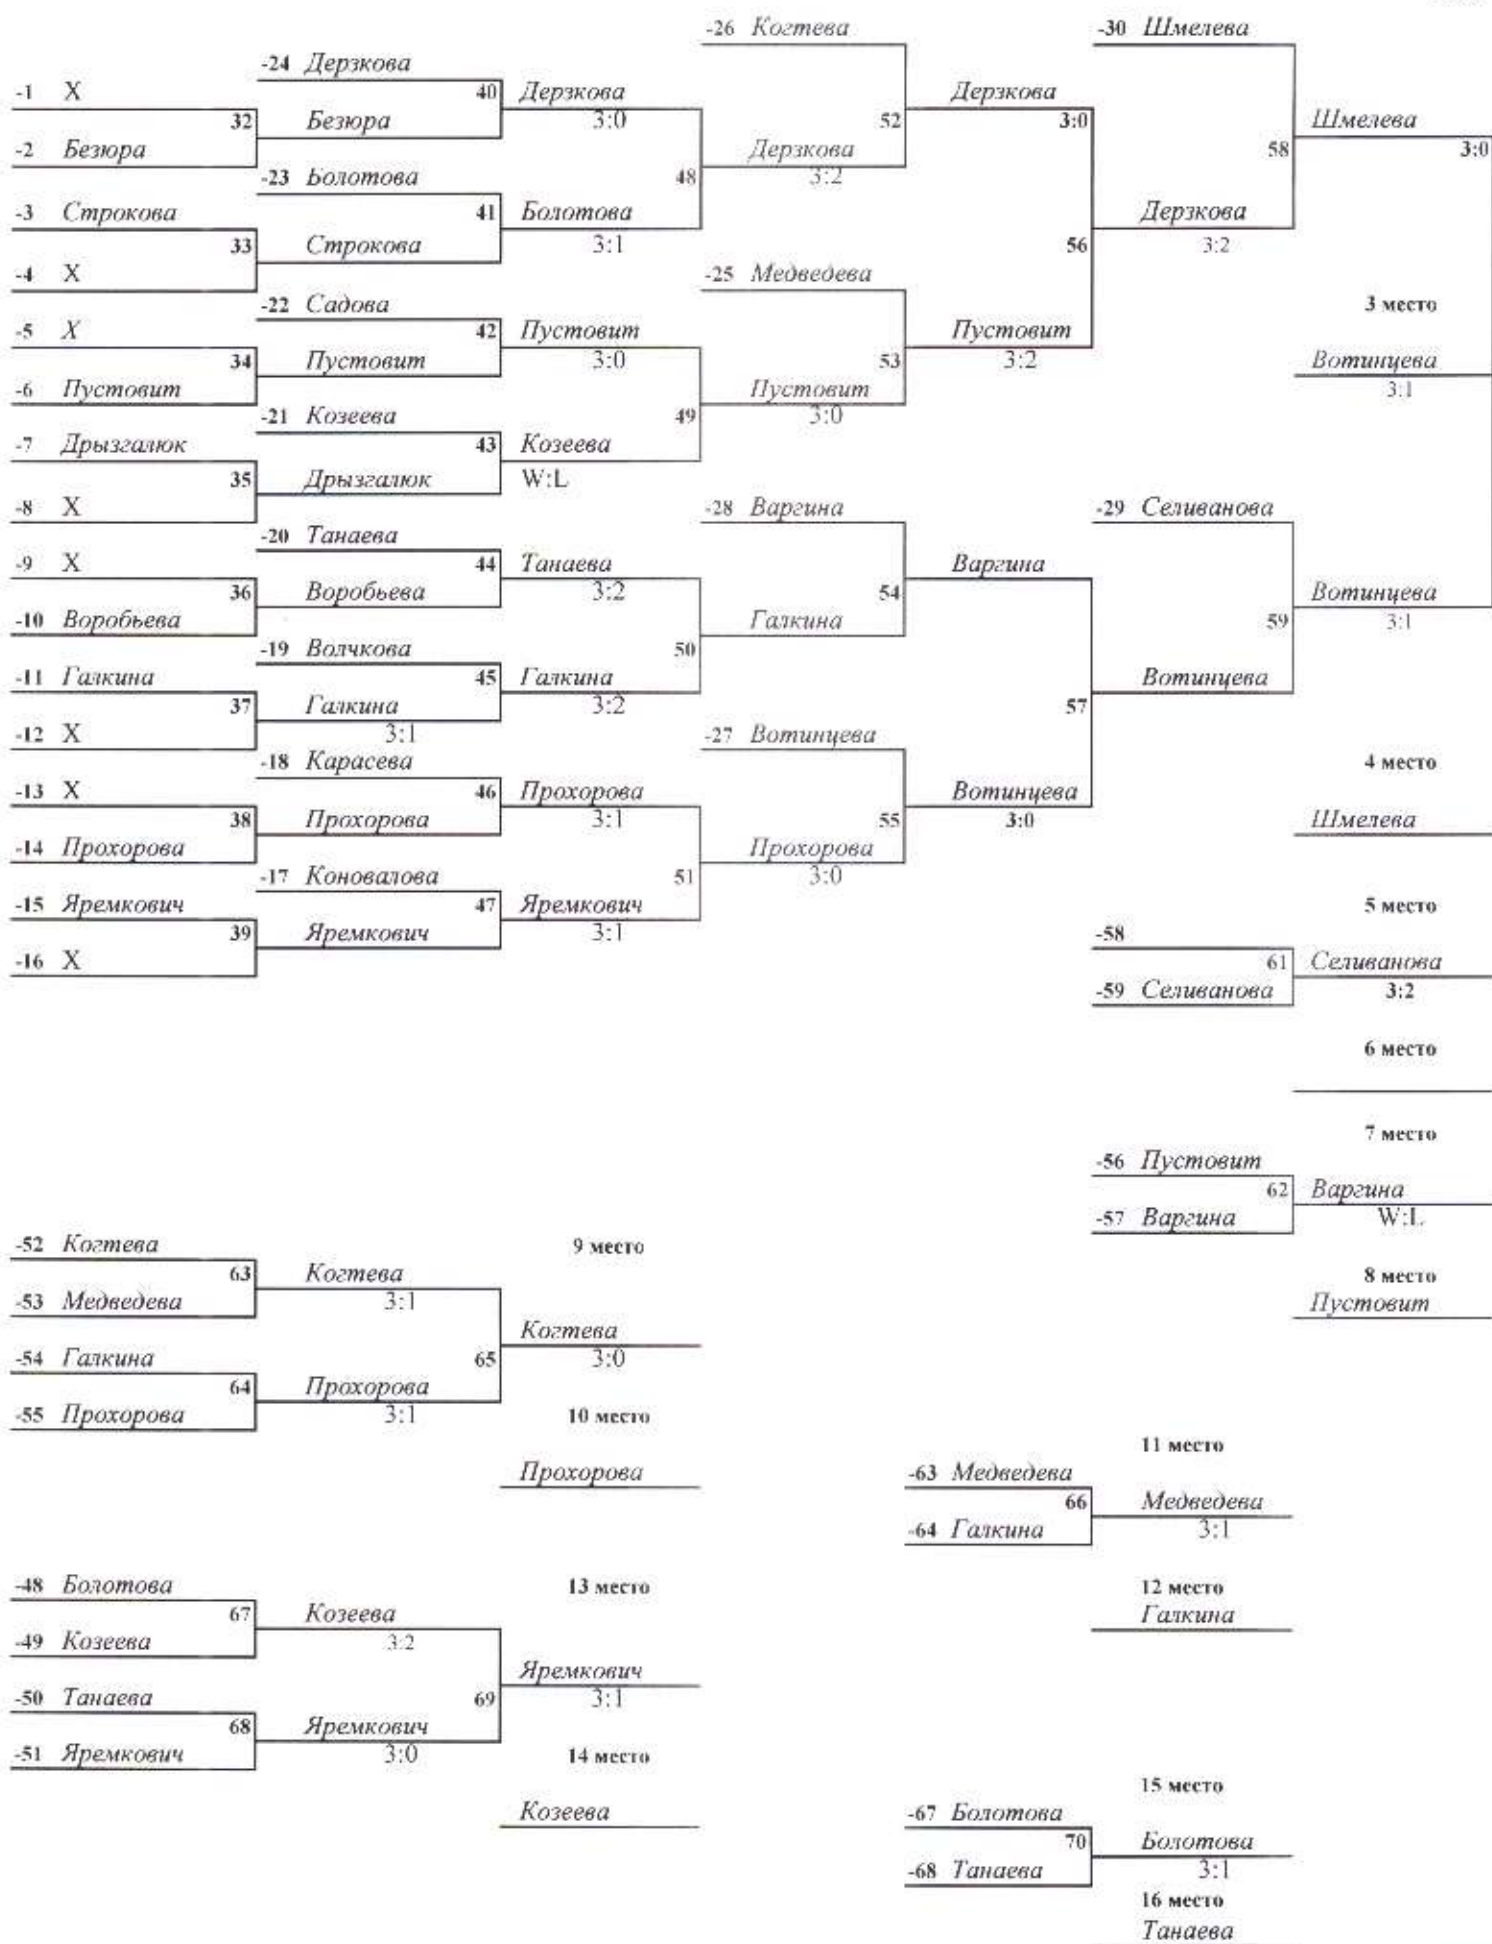 -26 Когтева
-30 Шмелева
-24 Дерзкова
-1 X
40 Дерзкова
Дерзкова
32 Безюра
3:0
52
3:0
Шмелева
-2 Безюра
Дерзкова
58
3:0
-23 Болотова
48
3:2
-3 Строкова
41 Болотова
Дерзкова
33 Строкова
3:1
56
3:2
-4 X
-25 Медведева
-22 Садова
3 место
-5 X
42 Пустовит
Пустовит
34 Пустовит
3:0
53
3:2
Вотинцева
-6 Пустовит
Пустовит
3:1
-21 Козеева
49
3:0
-7 Дрызгалюк
43 Козеева
35 Дрызгалюк
W:L
-8 X
-28 Варгина
-29 Селиванова
-20 Танаева
-9 X
44 Танаева
Варгина
36 Воробьева
3:2
54
Вотинцева
-10 Воробьева
Галкина
59
3:1
-19 Волчкова
50
-11 Галкина
45 Галкина
Вотинцева
37 Галкина
3:2
57
-12 X
3:1
-27 Вотинцева
-18 Карасева
4 место
-13 X
46 Прохорова
Вотинцева
38 Прохорова
3:1
55
3:0
Шмелева
-14 Прохорова
Прохорова
-17 Коновалова
51
3:0
-15 Яремкович
47 Яремкович
5 место
39 Яремкович
3:1
-58
-16 X
61 Селиванова
-59 Селиванова
3:2
6 место
7 место
-56 Пустовит
62 Варгина
-57 Варгина
W:L
-52 Когтева
9 место
63 Когтева
8 место
-53 Медведева
3:1
Пустовит
Когтева
-54 Галкина
65
3:0
64 Прохорова
-55 Прохорова
3:1
10 место
11 место
Прохорова
-63 Медведева
66 Медведева
-64 Галкина
3:1
-48 Болотова
13 место
12 место
67 Козеева
Галкина
-49 Козеева
3:2
Яремкович
-50 Танаева
69
3:1
68 Яремкович
-51 Яремкович
3:0
14 место
15 место
Козеева
-67 Болотова
70 Болотова
-68 Танаева
3:1
16 место
Танаева